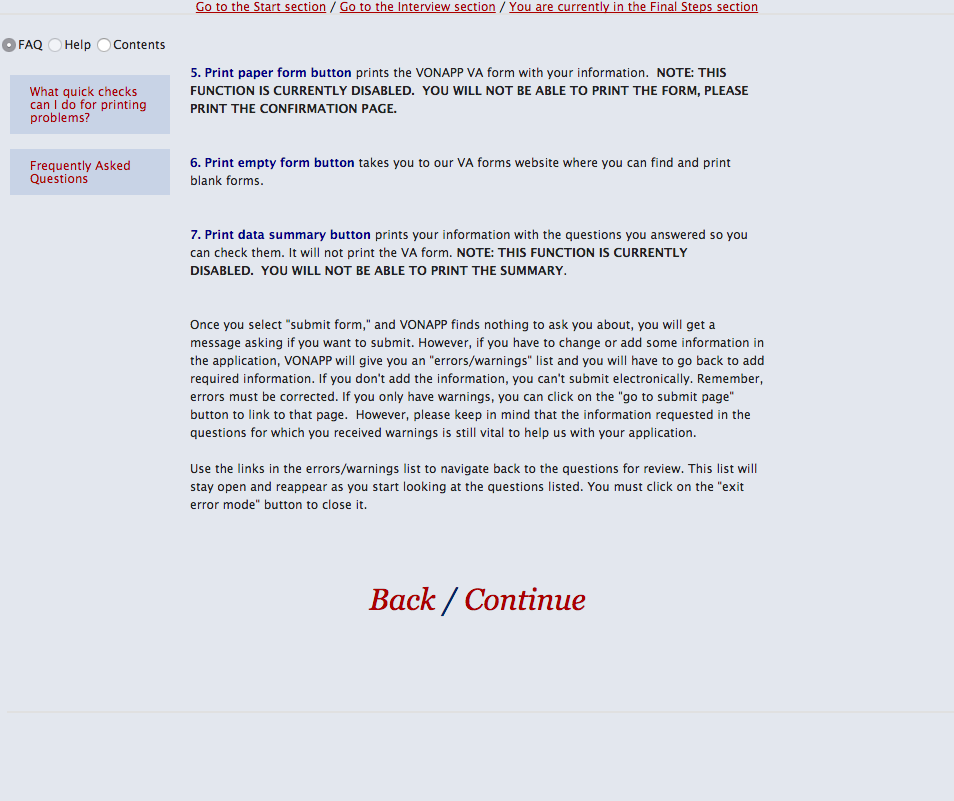 Go to the Start section / Go to the Interview section / You are currently in the Final Steps section
FAQ Help Contents
What quick checks
can I do for printing
problems?
Frequently Asked
Questions
5. Print paper form button prints the VONAPP VA form with your information.  NOTE: THIS
FUNCTION IS CURRENTLY DISABLED.  YOU WILL NOT BE ABLE TO PRINT THE FORM, PLEASE
PRINT THE CONFIRMATION PAGE.
6. Print empty form button takes you to our VA forms website where you can find and print
blank forms.
7. Print data summary button prints your information with the questions you answered so you
can check them. It will not print the VA form. NOTE: THIS FUNCTION IS CURRENTLY
DISABLED.  YOU WILL NOT BE ABLE TO PRINT THE SUMMARY.
Once you select "submit form," and VONAPP finds nothing to ask you about, you will get a
message asking if you want to submit. However, if you have to change or add some information in
the application, VONAPP will give you an "errors/warnings" list and you will have to go back to add
required information. If you don't add the information, you can't submit electronically. Remember,
errors must be corrected. If you only have warnings, you can click on the "go to submit page"
button to link to that page.  However, please keep in mind that the information requested in the
questions for which you received warnings is still vital to help us with your application.
Use the links in the errors/warnings list to navigate back to the questions for review. This list will
stay open and reappear as you start looking at the questions listed. You must click on the "exit
error mode" button to close it.
Back / Continue